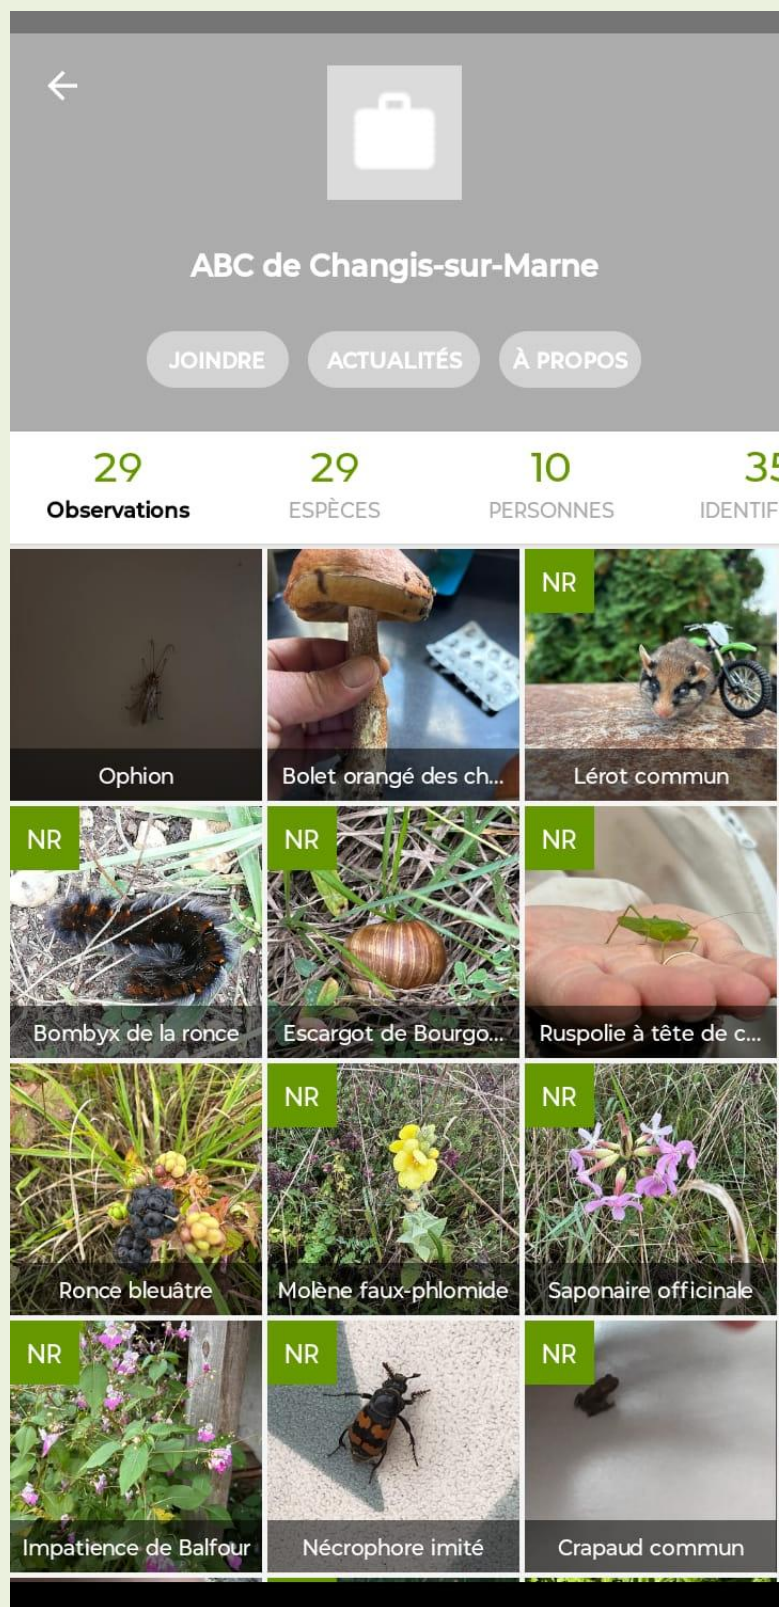 ABC de Changis-sur-Marne
JOINDRE ACTUALITÉS À PROPOS
29 29 10 35
Observations ESPÈCES PERSONNES IDENTIF
NR
Ophion Bolet orangé des ch... Lérot commun
NR NR NR
Bombyx de la ronce Escargot de Bourgo... Ruspolie à tête de c...
NR NR
Ronce bleuâtre Molène faux-phlomide Saponaire officinale
NR NR NR
Impatience de Balfour Nécrophore imité Crapaud commun